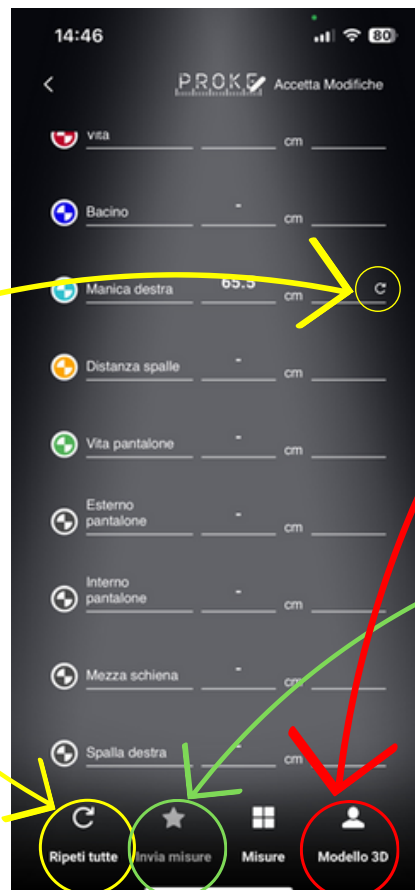 14:46
80
PROKE Accetta Modifiche
Vita cm
Bacino - cm
Manica destra 65.5 cm
Distanza spalle - cm
Vita pantalone - cm
Esterno
pantalone - cm
Interno
pantalone - cm
Mezza schiena - cm
Spalla destra - cm
Ripeti tutte Invia misure Misure Modello 3D